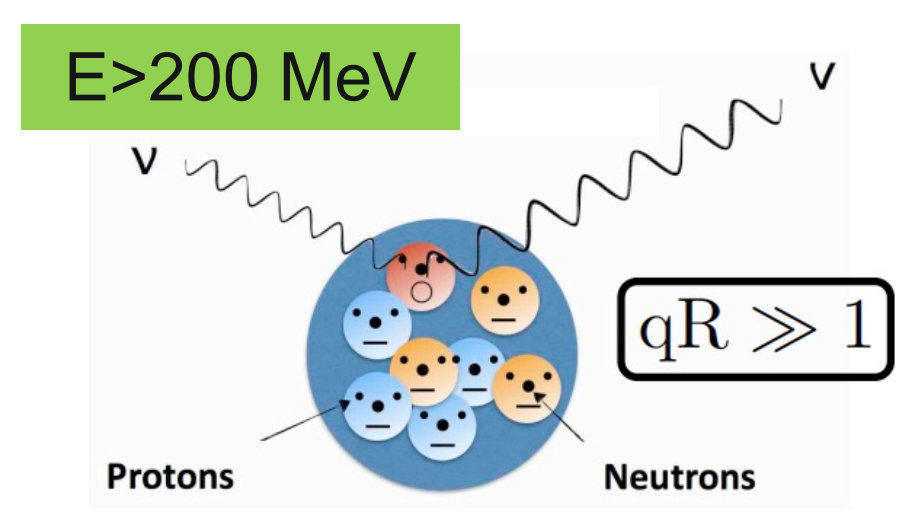 E>200 MeV
ν
ν
qR ≫ 1
Protons
Neutrons